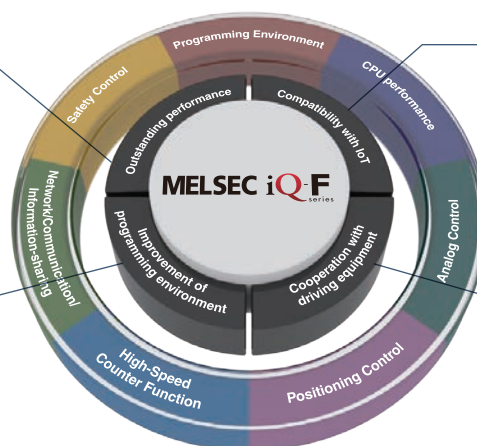 Programming Environment
CPU performance
Safety Control
Outstanding performance
Compatibility with IoT
MELSEC iQ-F
series
Network/Communication/
Information-sharing
Analog Control
Improvement of
programming environment
Cooperation with
driving equipment
High-Speed
Counter Function
Positioning Control